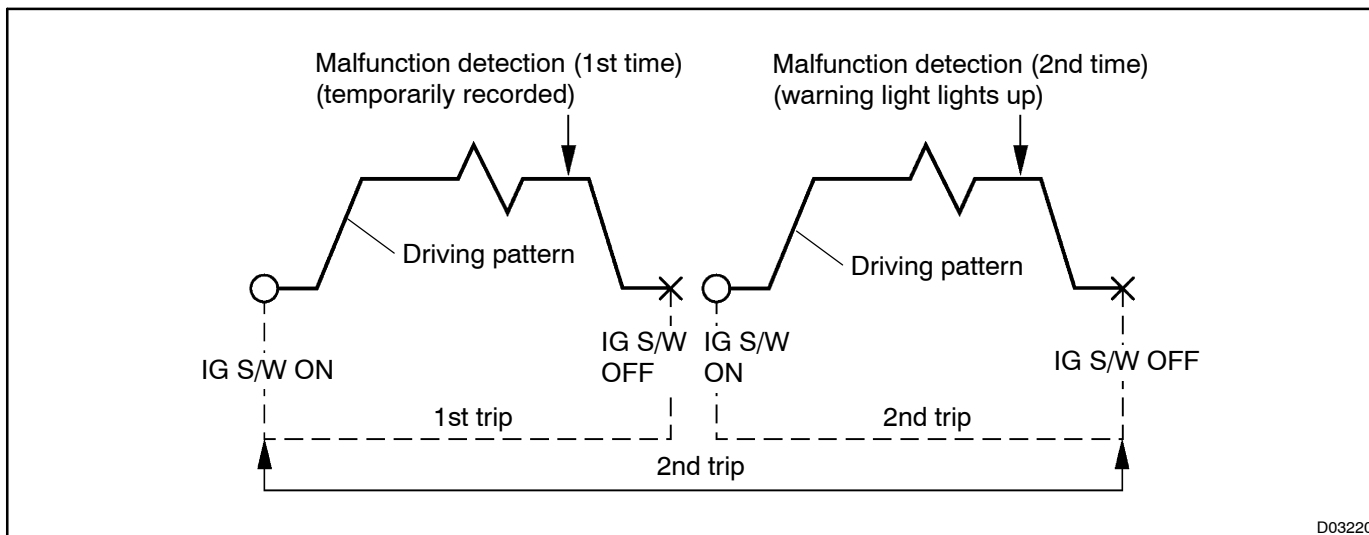 Malfunction detection (1st time)
(temporarily recorded)
Malfunction detection (2nd time)
(warning light lights up)
Driving pattern
Driving pattern
IG S/W ON
IG S/W
OFF
IG S/W
ON
IG S/W OFF
1st trip
2nd trip
2nd trip
D03220